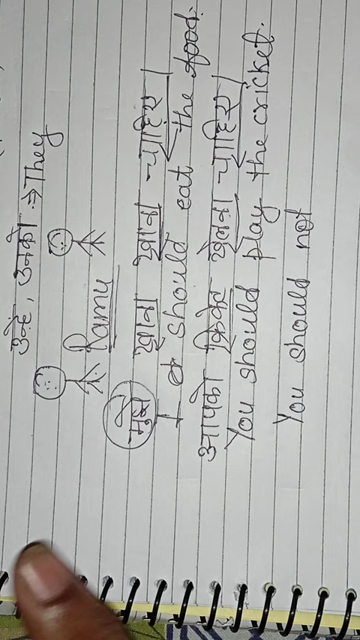 उन्हे, उनको ⇒ They
Ramu
मुझे खाना खाना चाहिए।
I should eat the food.
आपको क्रिकेट खेलना चाहिए।
You should play the cricket.
You should not